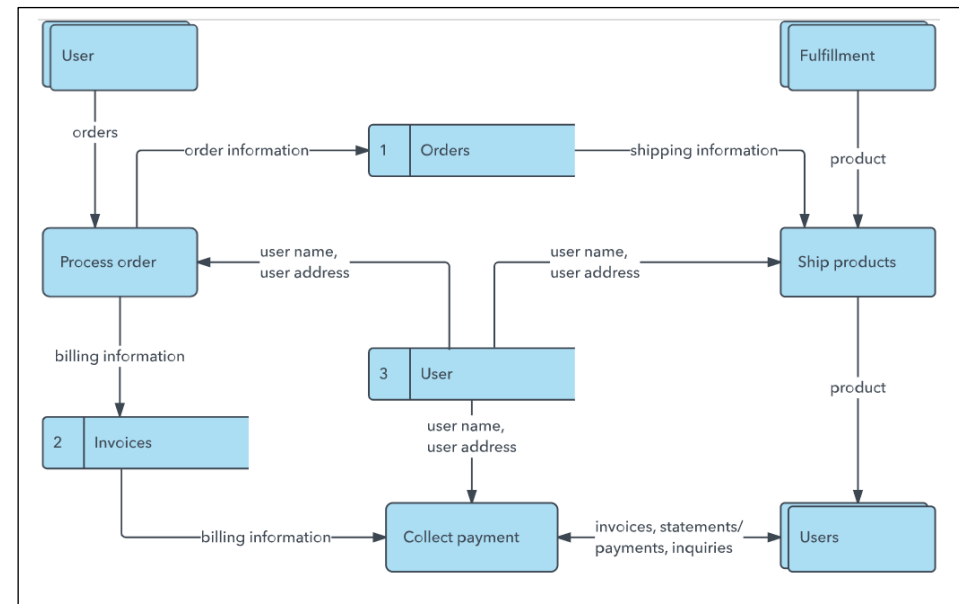 User
Fulfillment
orders
order information
1
Orders
shipping information
product
Process order
user name,
user address
user name,
user address
Ship products
billing information
3
User
product
2
Invoices
user name,
user address
billing information
Collect payment
invoices, statements/
payments, inquiries
Users